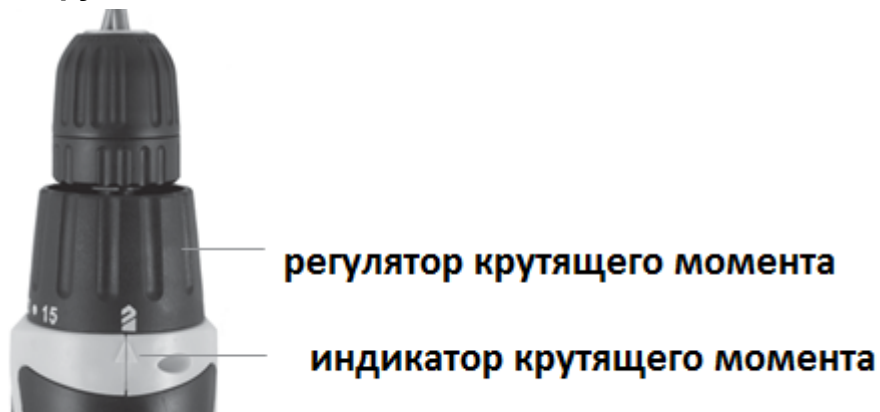 регулятор крутящего момента
• 15
индикатор крутящего момента